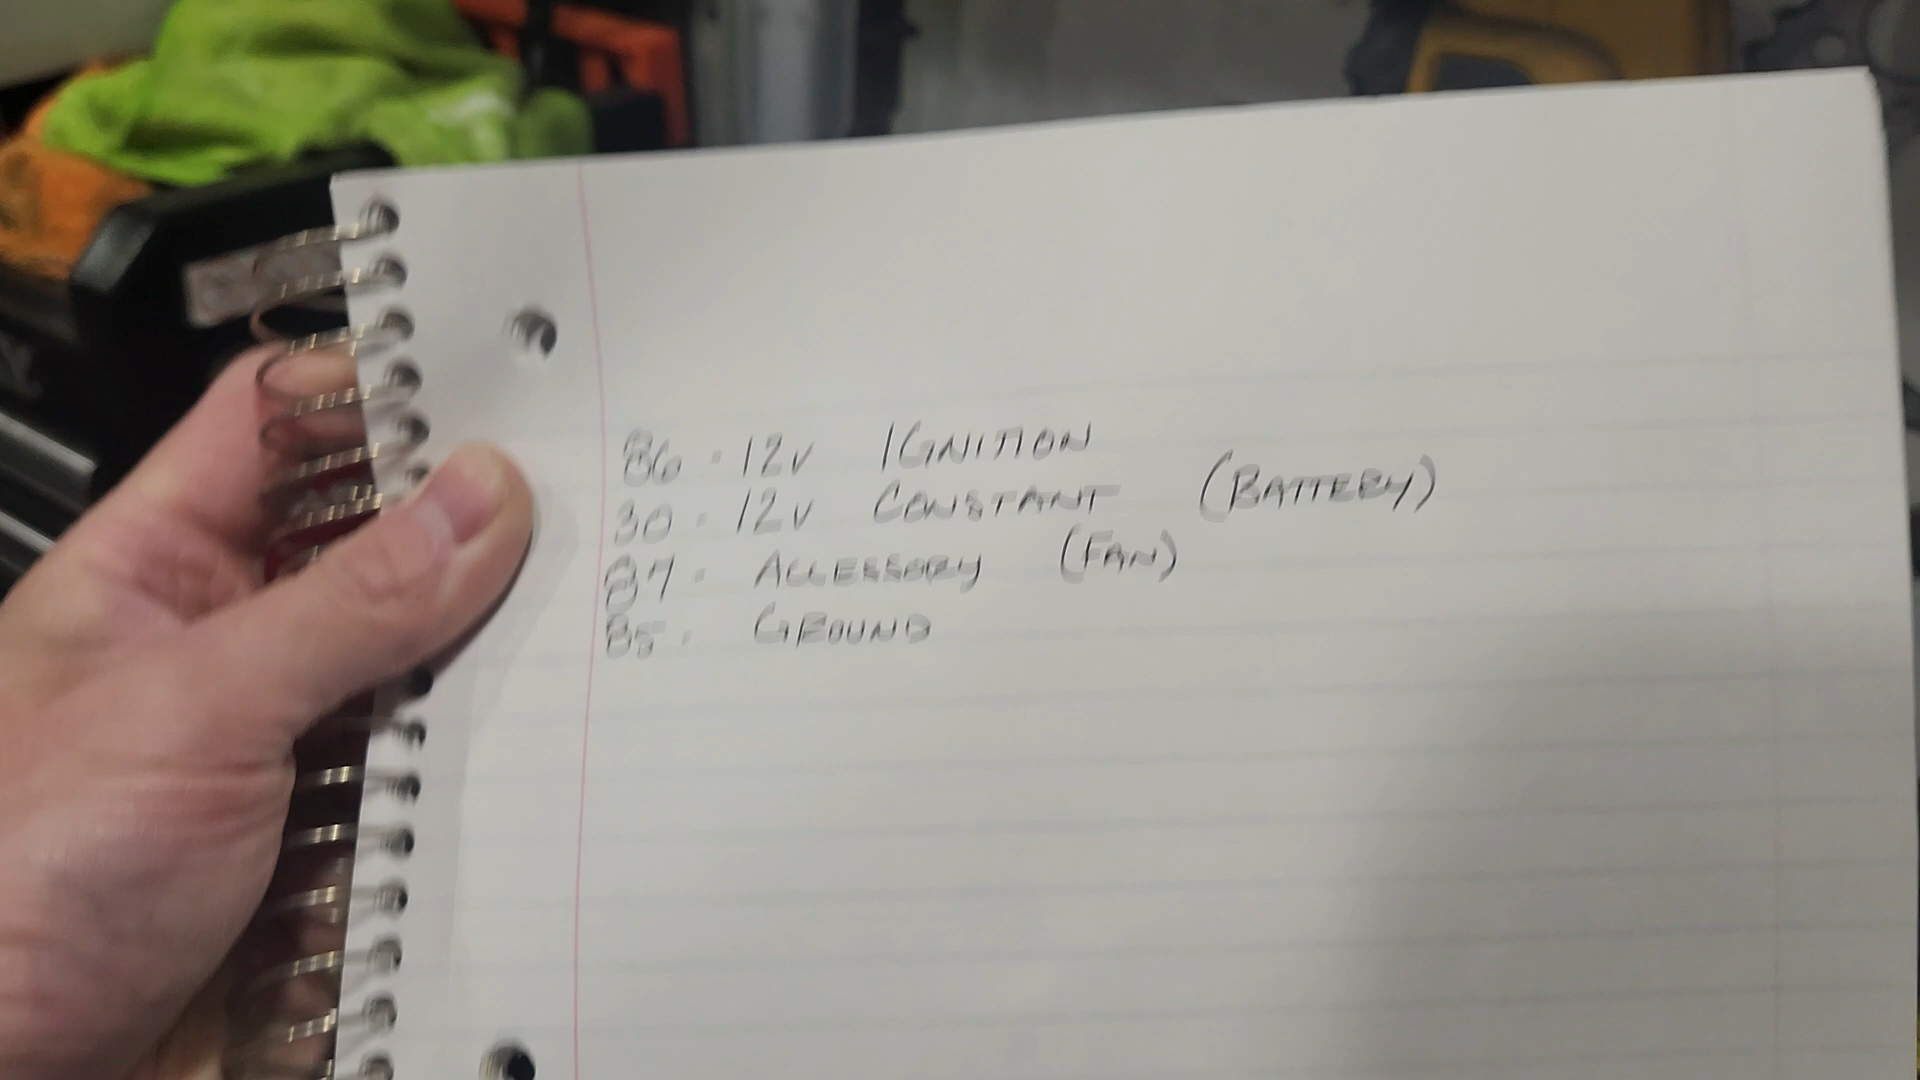 86 - 12V IGNITION
30 - 12V CONSTANT (BATTERY)
87 - ACCESSORY (FAN)
85 - GROUND